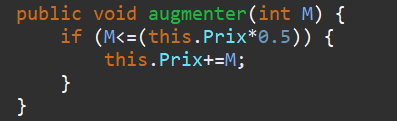 public void augmenter(int M) {
    if (M<=(this.Prix*0.5)) {
        this.Prix+=M;
    }
}